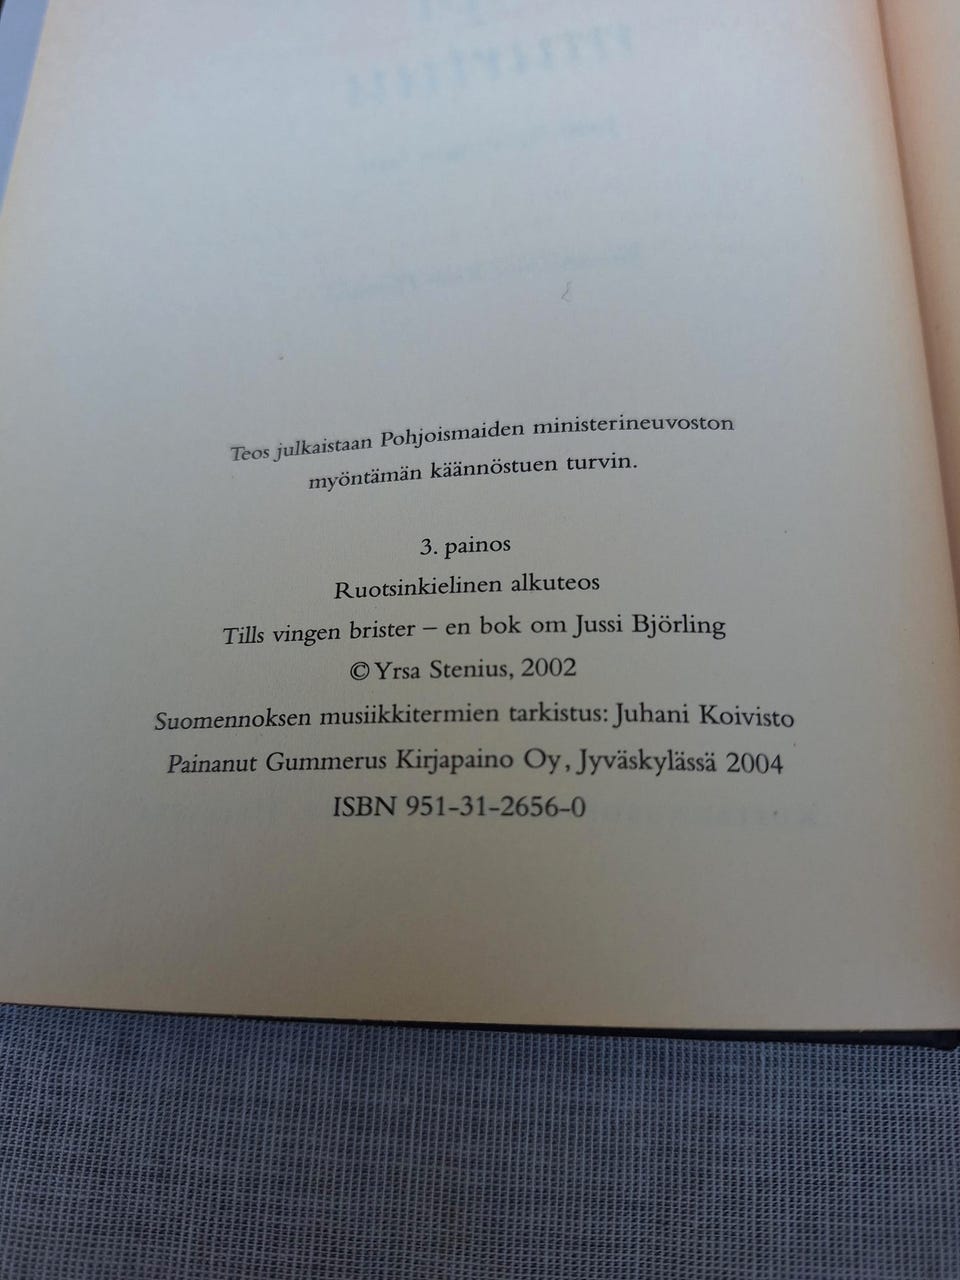 Teos julkaistaan Pohjoismaiden ministerineuvoston
myöntämän käännöstuen turvin.
3. painos
Ruotsinkielinen alkuteos
Tills vingen brister – en bok om Jussi Björling
© Yrsa Stenius, 2002
Suomennoksen musiikkitermien tarkistus: Juhani Koivisto
Painanut Gummerus Kirjapaino Oy, Jyväskylässä 2004
ISBN 951-31-2656-0